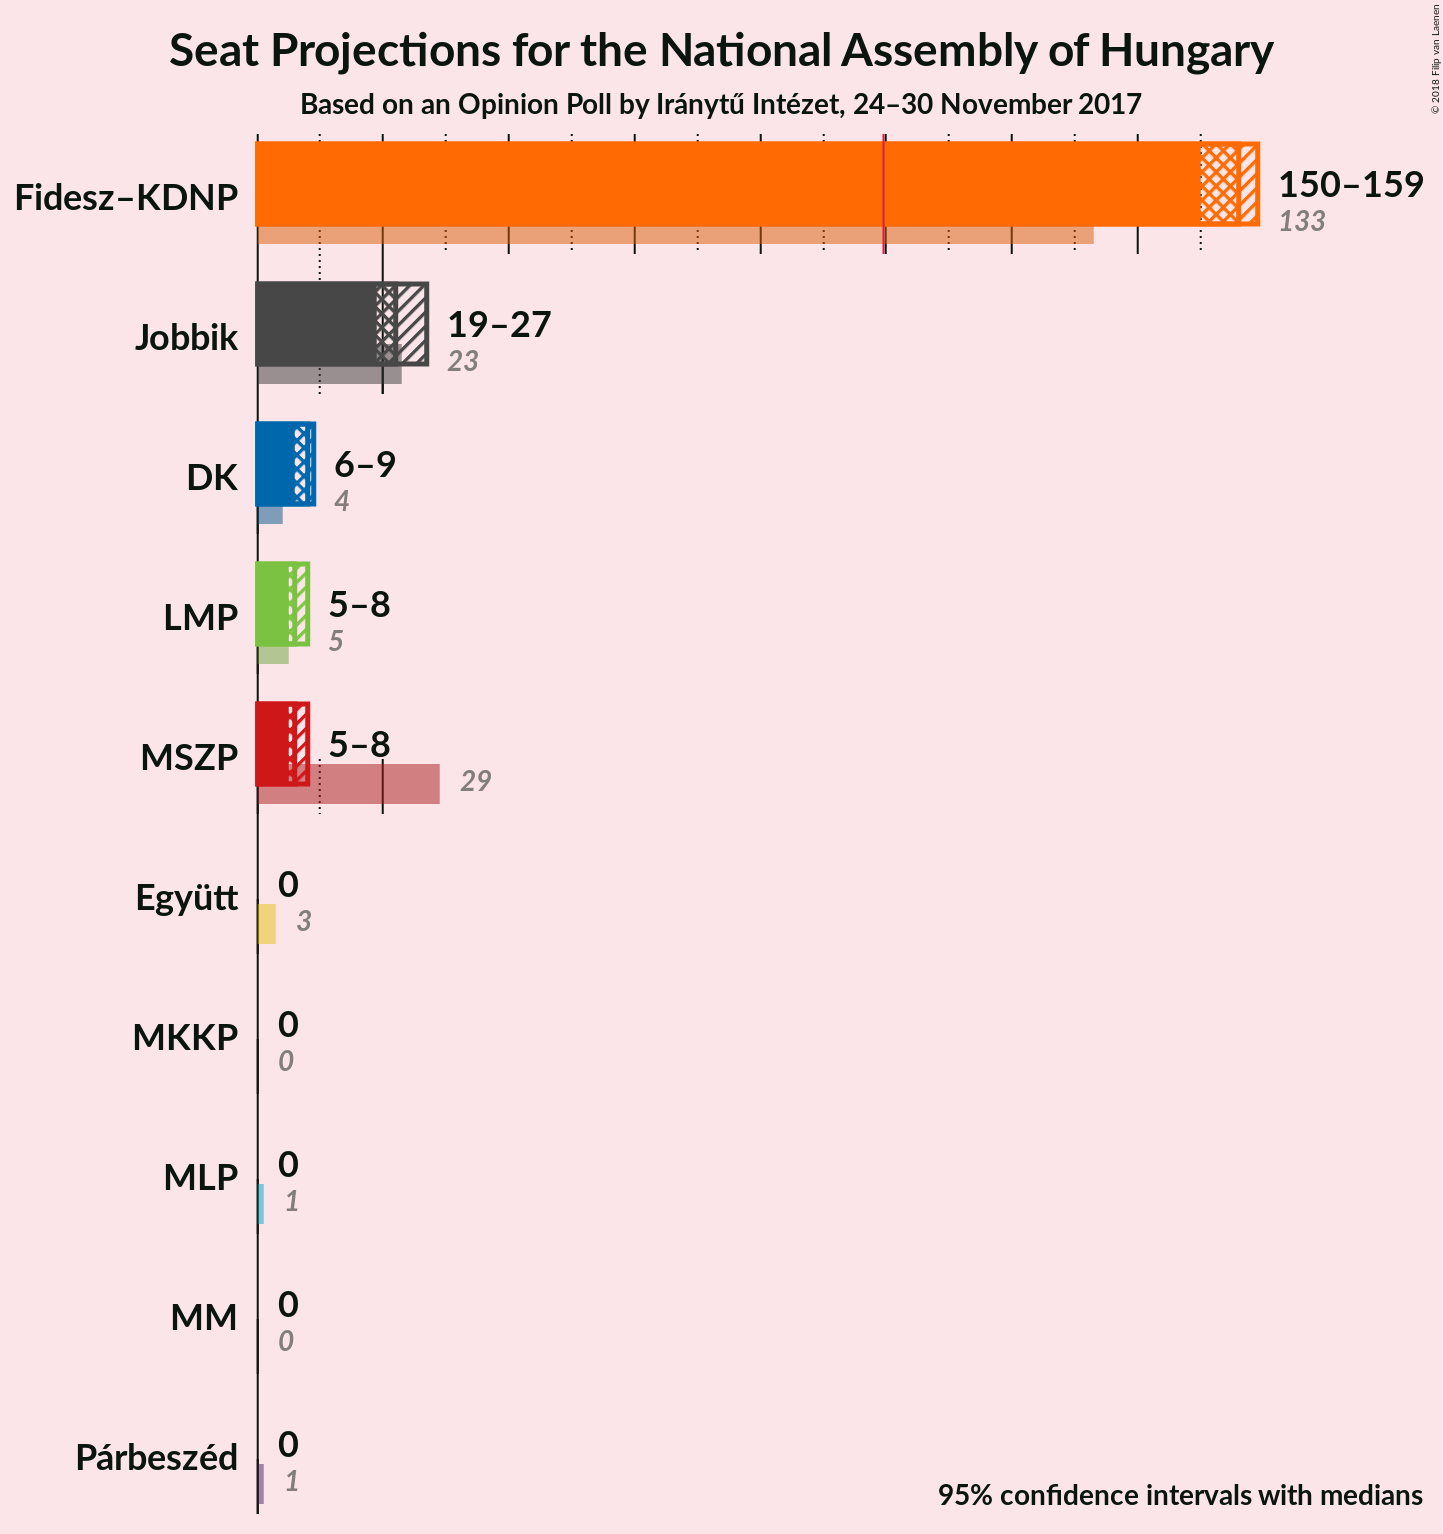 Seat Projections for the National Assembly of Hungary
Based on an Opinion Poll by Iránytű Intézet, 24–30 November 2017
© 2018 Filip van Laenen
Fidesz–KDNP
150–159
133
Jobbik
19–27
23
DK
6–9
4
LMP
5–8
5
MSZP
5–8
29
Együtt
0
3
MKKP
0
0
MLP
0
1
MM
0
0
Párbeszéd
0
1
95% confidence intervals with medians